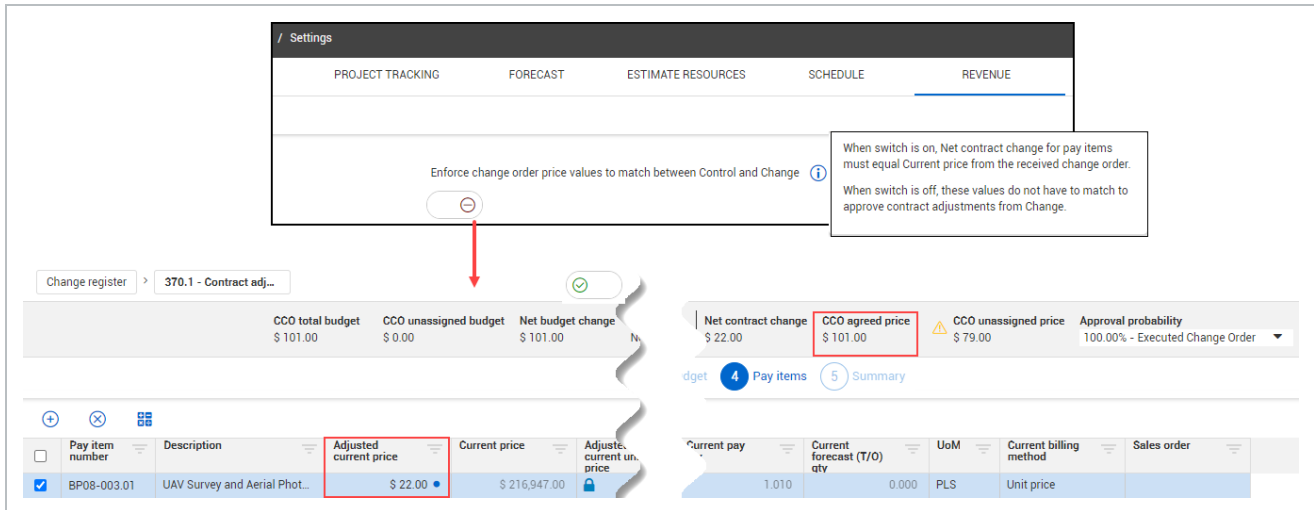 / Settings
PROJECT TRACKING FORECAST ESTIMATE RESOURCES SCHEDULE REVENUE
Enforce change order price values to match between Control and Change
When switch is on, Net contract change for pay items
must equal Current price from the received change order.
When switch is off, these values do not have to match to
approve contract adjustments from Change.
Change register > 370.1 - Contract adj...
CCO total budget CCO unassigned budget Net budget change Net contract change CCO agreed price CCO unassigned price Approval probability
$ 101.00 $ 0.00 $ 101.00 $ 22.00 $ 101.00 $ 79.00 100.00% - Executed Change Order
4 Pay items 5 Summary
Pay item Description Adjusted Current price Current pay Current UoM Current billing Sales order
number current price forecast (T/O) method
price qty
BP08-003.01 UAV Survey and Aerial Phot... $ 22.00 $ 216,947.00 1.010 0.000 PLS Unit price